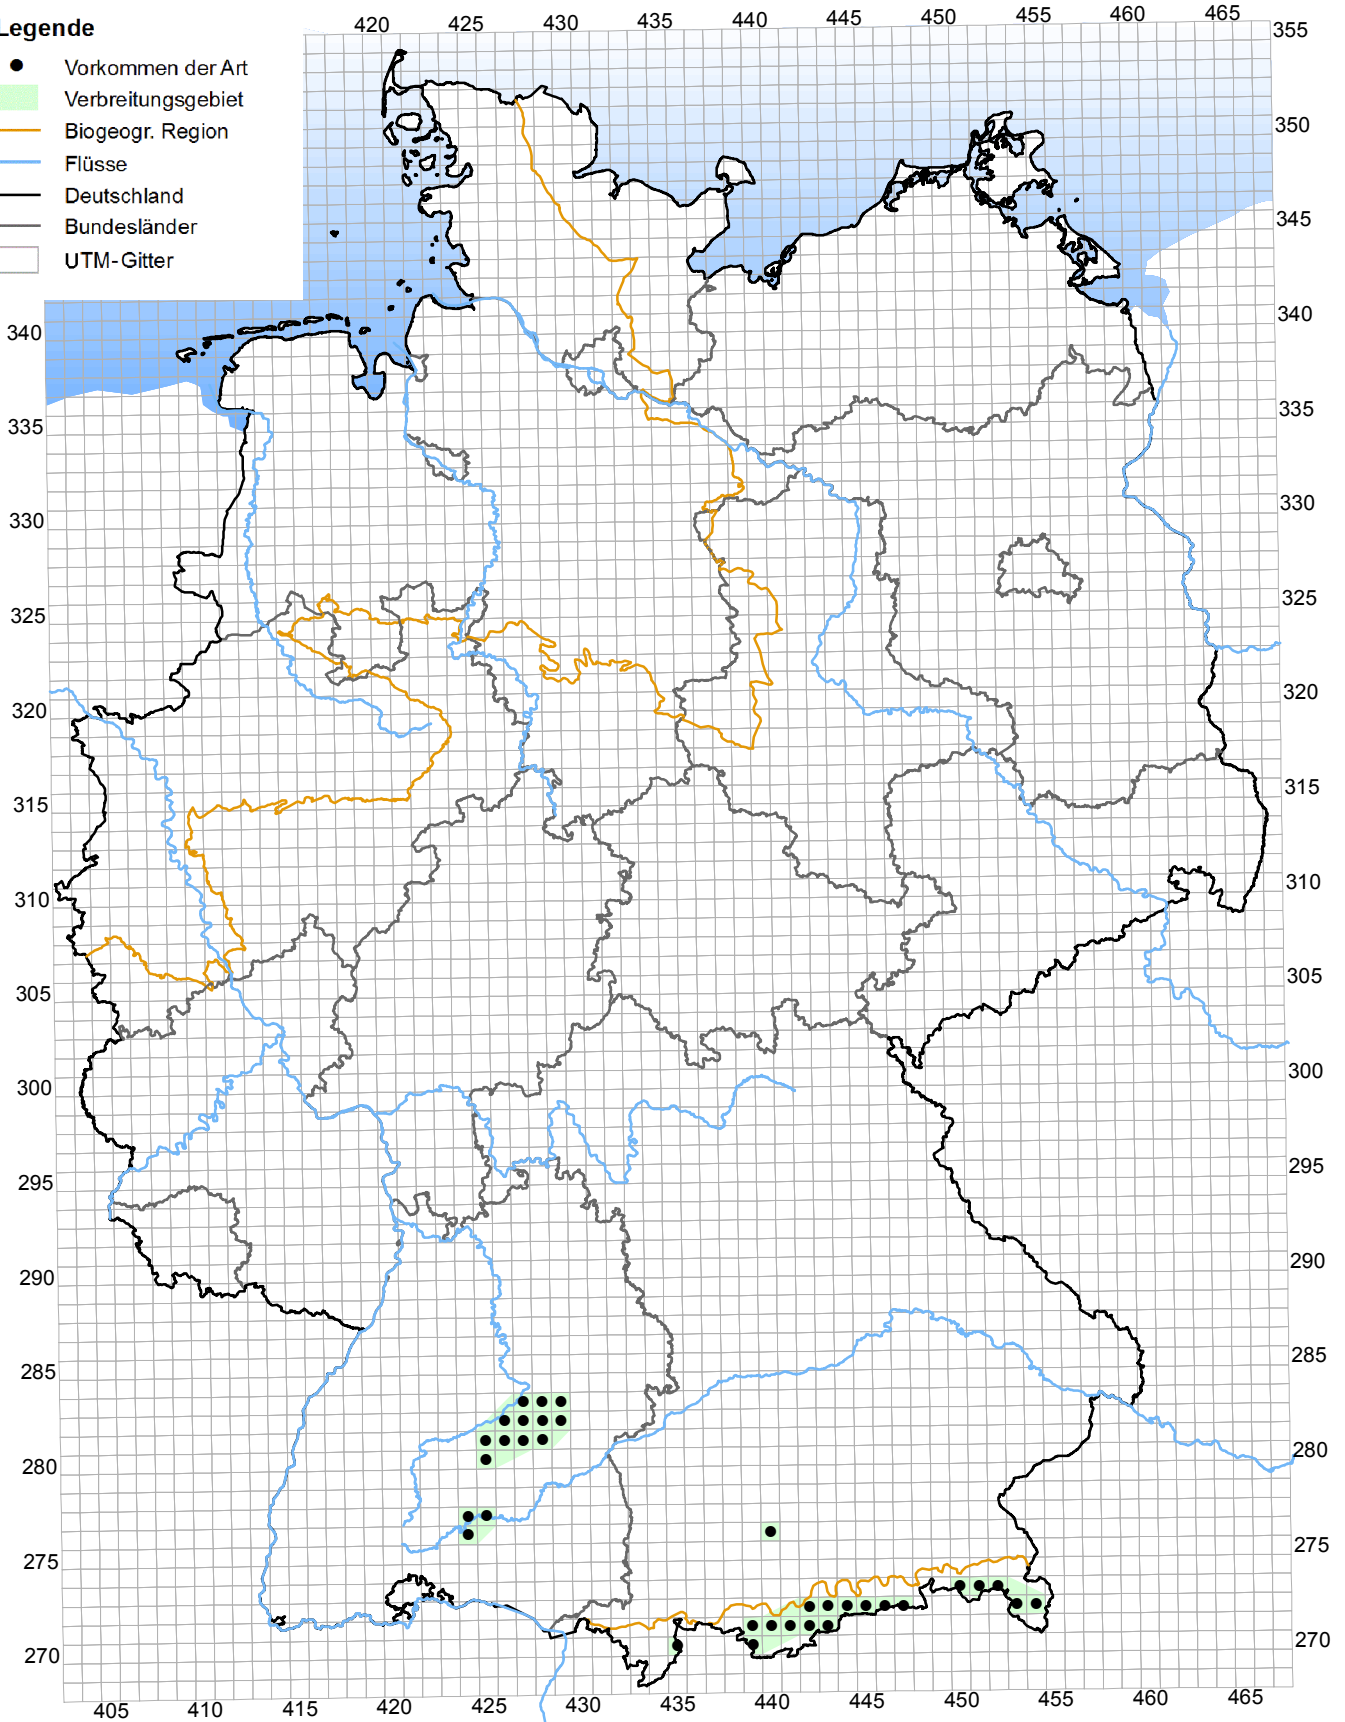 Legende
Vorkommen der Art
Verbreitungsgebiet
Biogeogr. Region
Flüsse
Deutschland
Bundesländer
UTM-Gitter
420 425 430 435 440 445 450 455 460 465
355
350
345
340 340
335 335
330 330
325 325
320 320
315 315
310 310
305 305
300 300
295 295
290 290
285 285
280 280
275 275
270 270
405 410 415 420 425 430 435 440 445 450 455 460 465